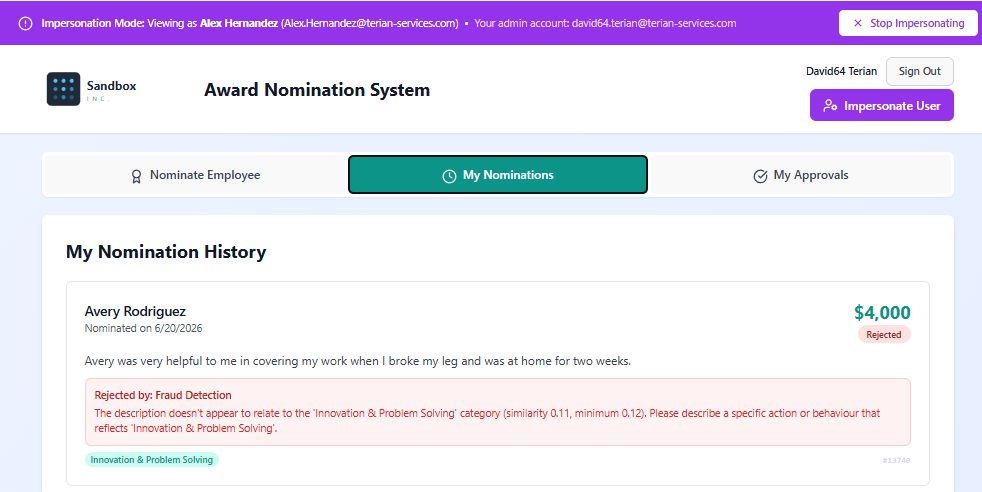 Impersonation Mode: Viewing as Alex Hernandez (Alex.Hernandez@terian-services.com) • Your admin account: david64.terian@terian-services.com
× Stop Impersonating
Sandbox
INC.
Award Nomination System
David64 Terian
Sign Out
Impersonate User
Nominate Employee
My Nominations
My Approvals
My Nomination History
Avery Rodriguez
$4,000
Nominated on 6/20/2026
Rejected
Avery was very helpful to me in covering my work when I broke my leg and was at home for two weeks.
Rejected by: Fraud Detection
The description doesn't appear to relate to the 'Innovation & Problem Solving' category (similarity 0.11, minimum 0.12). Please describe a specific action or behaviour that
reflects 'Innovation & Problem Solving'.
Innovation & Problem Solving
#13748